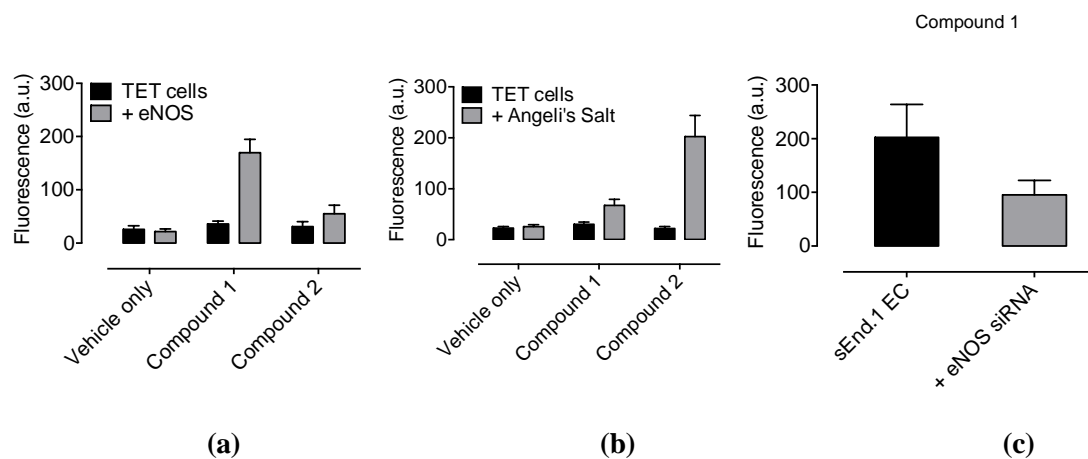 Compound 1
300
200
100
0
Fluorescence (a.u.)
TET cells
+ eNOS
Vehicle only
Compound 1
Compound 2
(a)
300
200
100
0
Fluorescence (a.u.)
TET cells
+ Angeli's Salt
Vehicle only
Compound 1
Compound 2
(b)
300
200
100
0
Fluorescence (a.u.)
sEnd.1 EC
+ eNOS siRNA
(c)